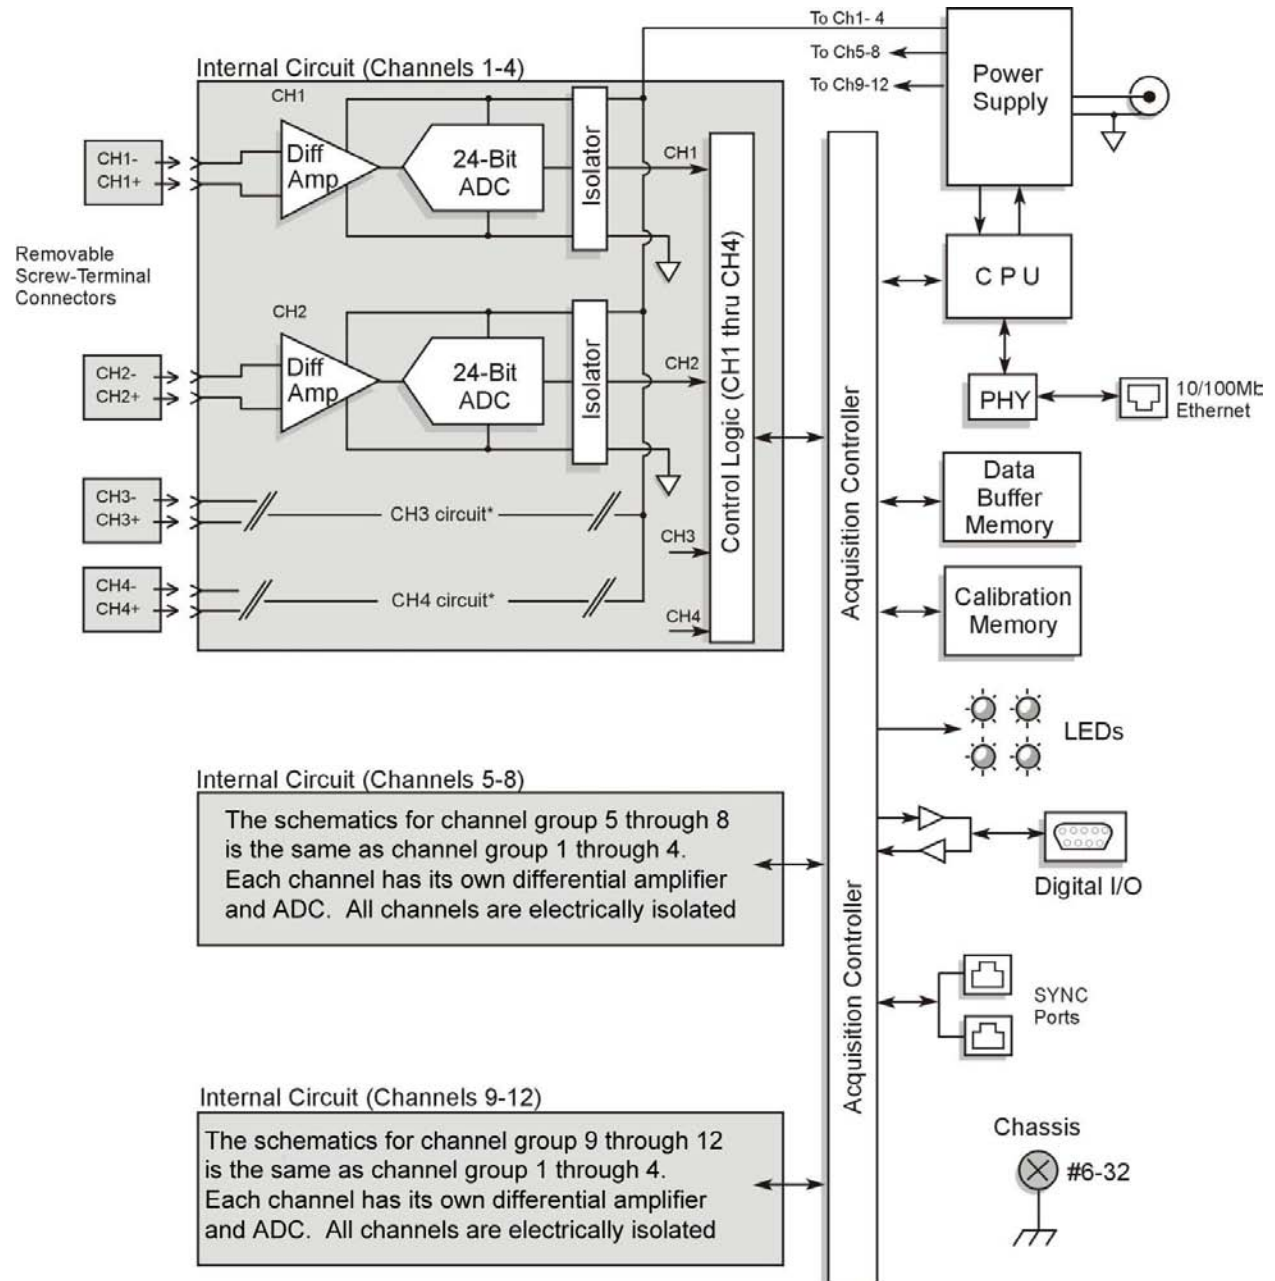 To Ch1- 4
To Ch5-8
To Ch9-12
Power
Supply
Internal Circuit (Channels 1-4)
CH1
CH1-
CH1+
Diff
Amp
24-Bit
ADC
Isolator
CH1
Removable
Screw-Terminal
Connectors
CH2
CH2-
CH2+
Diff
Amp
24-Bit
ADC
Isolator
CH2
CH3-
CH3+
CH3 circuit*
CH3
CH4-
CH4+
CH4 circuit*
CH4
Control Logic (CH1 thru CH4)
Acquisition Controller
CPU
PHY
10/100Mb
Ethernet
Data
Buffer
Memory
Calibration
Memory
LEDs
Internal Circuit (Channels 5-8)
The schematics for channel group 5 through 8
is the same as channel group 1 through 4.
Each channel has its own differential amplifier
and ADC.  All channels are electrically isolated
Digital I/O
Acquisition Controller
SYNC
Ports
Internal Circuit (Channels 9-12)
The schematics for channel group 9 through 12
is the same as channel group 1 through 4.
Each channel has its own differential amplifier
and ADC.  All channels are electrically isolated
Chassis
#6-32